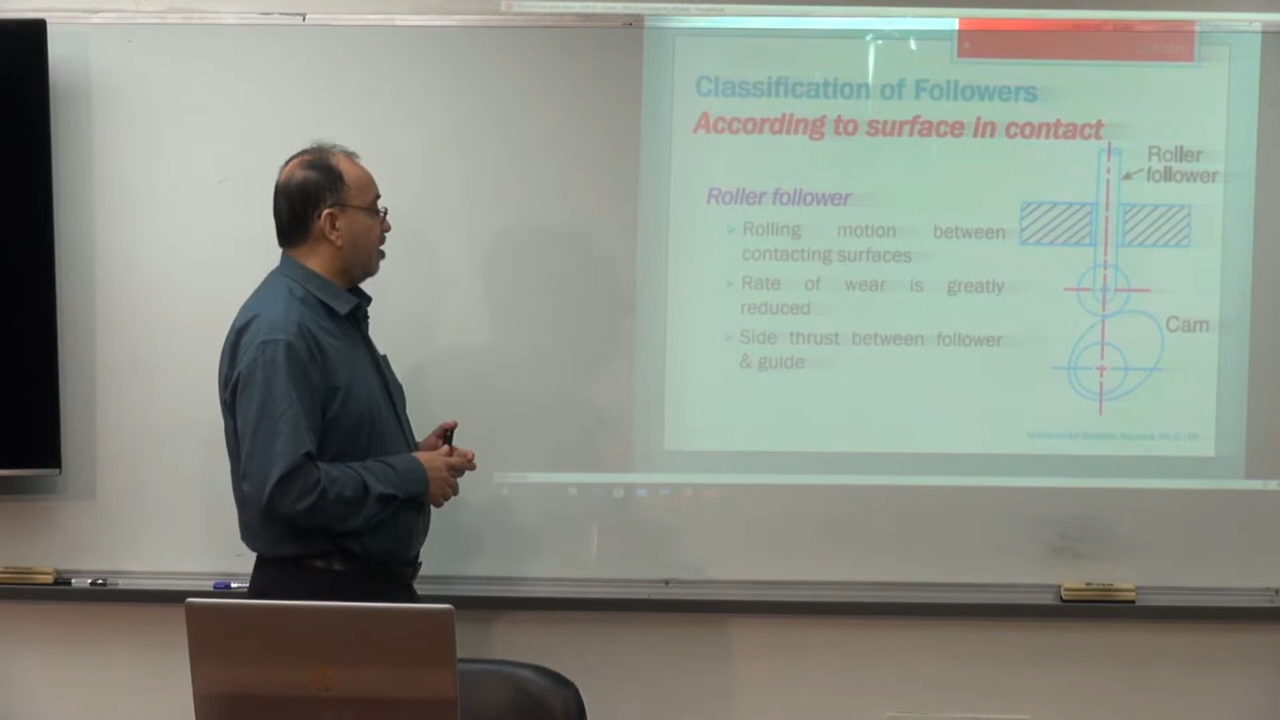 Classification of Followers
According to surface in contact
Roller
follower
Roller follower
Rolling motion between
contacting surfaces
Rate of wear is greatly
reduced
Side thrust between follower
& guide
Cam